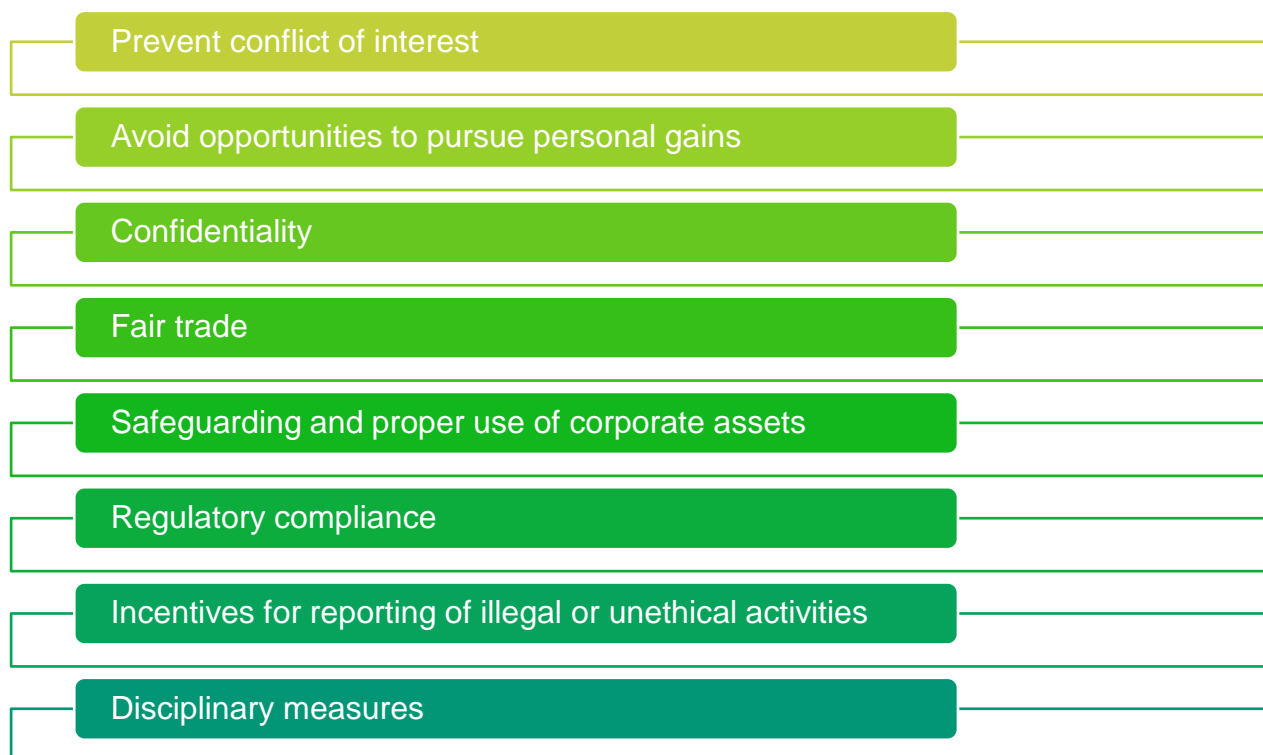 Prevent conflict of interest
Avoid opportunities to pursue personal gains
Confidentiality
Fair trade
Safeguarding and proper use of corporate assets
Regulatory compliance
Incentives for reporting of illegal or unethical activities
Disciplinary measures